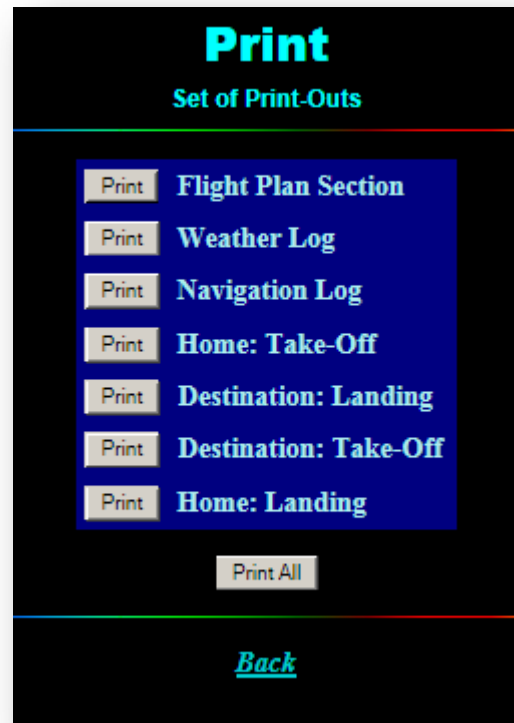 Print
Set of Print-Outs
Print Flight Plan Section
Print Weather Log
Print Navigation Log
Print Home: Take-Off
Print Destination: Landing
Print Destination: Take-Off
Print Home: Landing
Print All
Back